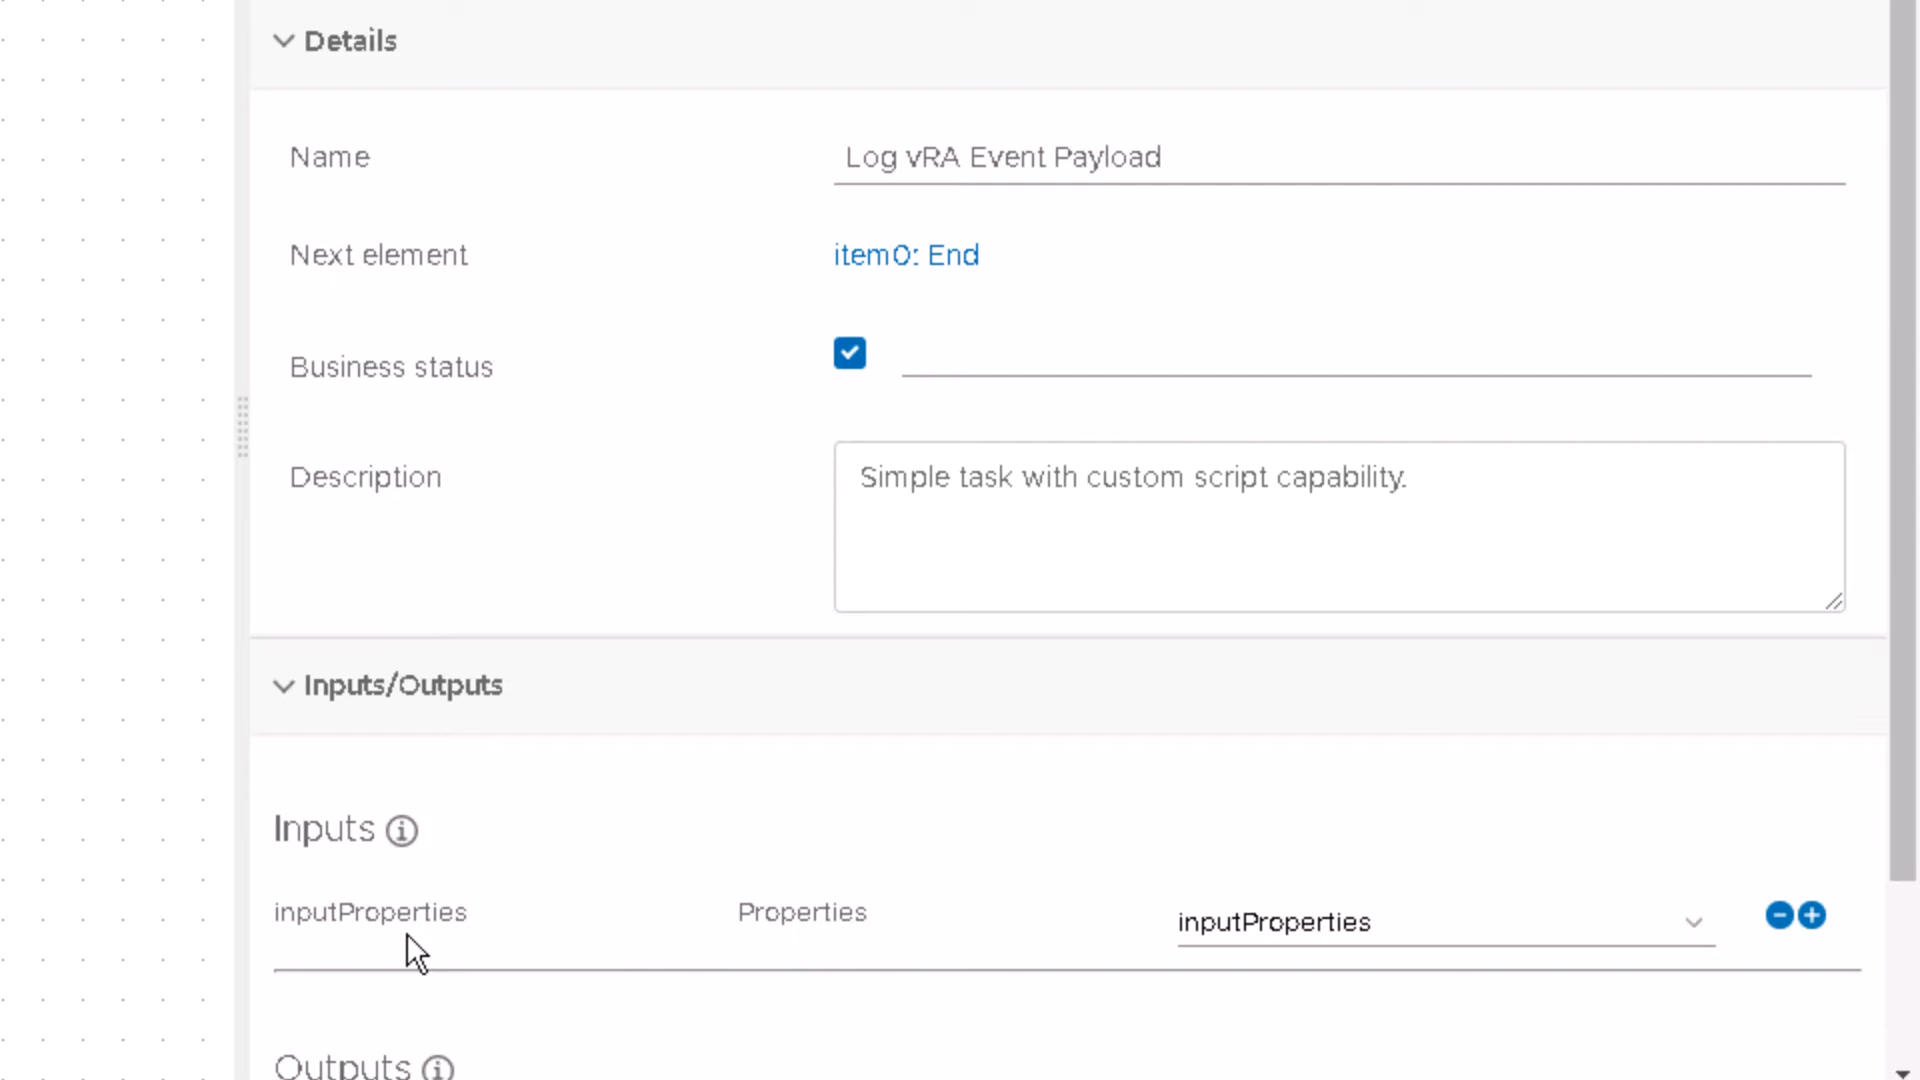 Details
Name
Log vRA Event Payload
Next element
item0: End
Business status
Description
Simple task with custom script capability.
Inputs/Outputs
Inputs
inputProperties Properties inputProperties
Outputs